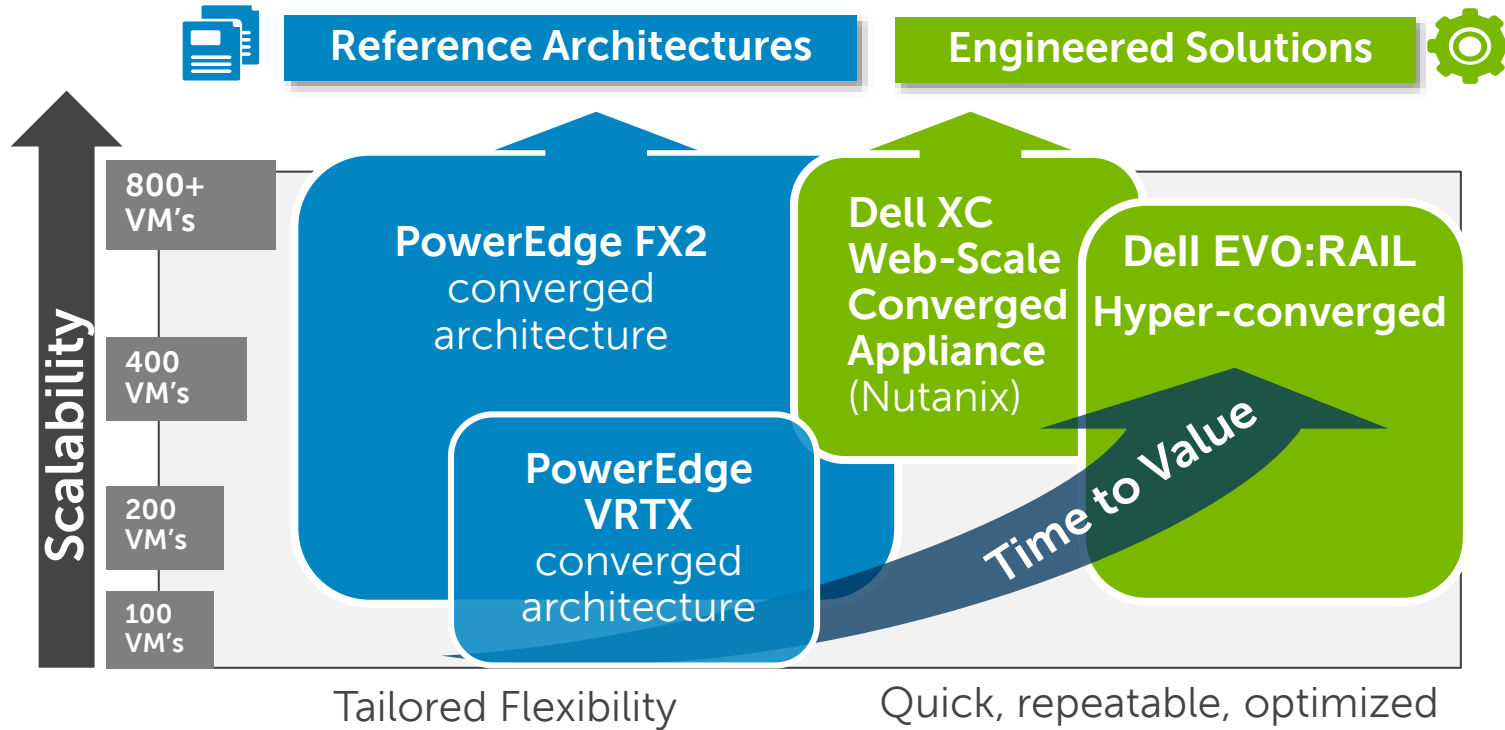 Reference Architectures
Engineered Solutions
Scalability
800+
VM's
400
VM's
200
VM's
100
VM's
PowerEdge FX2
converged
architecture
PowerEdge
VRTX
converged
architecture
Dell XC
Web-Scale
Converged
Appliance
(Nutanix)
Dell EVO:RAIL
Hyper-converged
Time to Value
Tailored Flexibility
Quick, repeatable, optimized